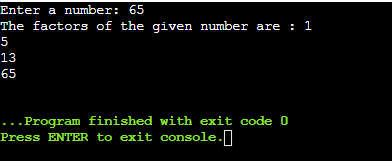 Enter a number: 65
The factors of the given number are : 1
5
13
65
...Program finished with exit code 0
Press ENTER to exit console.